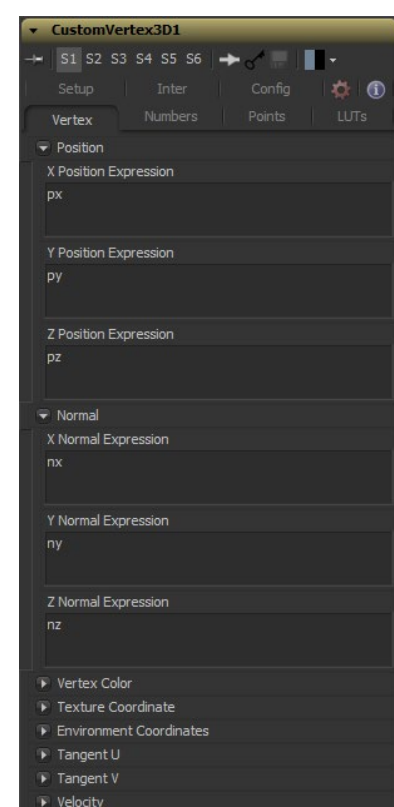 CustomVertex3D1
S1 S2 S3 S4 S5 S6
Setup Inter Config
Vertex Numbers Points LUTs
Position
X Position Expression
px
Y Position Expression
py
Z Position Expression
pz
Normal
X Normal Expression
nx
Y Normal Expression
ny
Z Normal Expression
nz
Vertex Color
Texture Coordinate
Environment Coordinates
Tangent U
Tangent V
Velocity